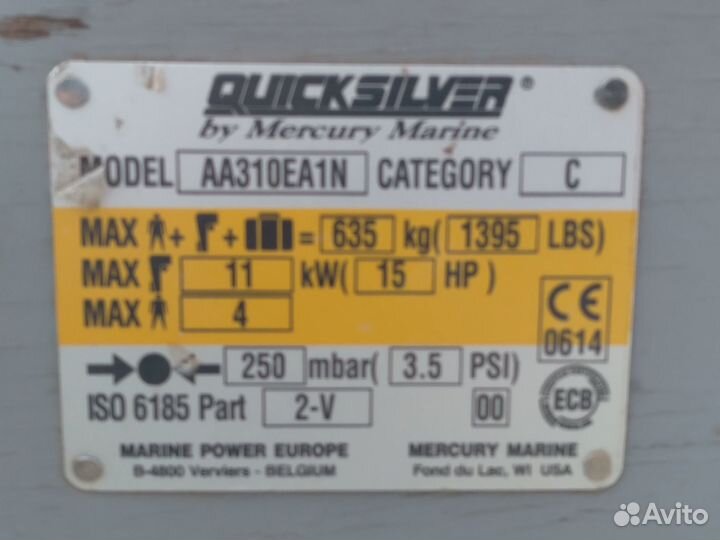 QUICKSILVER®
by Mercury Marine
MODEL AA310EA1N CATEGORY C
MAX + + = 635 kg( 1395 LBS)
MAX 11 kW( 15 HP )
MAX 4
CE
0614
250 mbar( 3.5 PSI)
ISO 6185 Part 2-V 00
ECB
MARINE POWER EUROPE MERCURY MARINE
B-4800 Verviers - BELGIUM Fond du Lac, WI USA
Avito